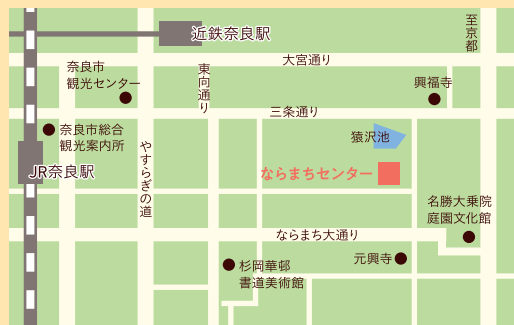 近鉄奈良駅
至京都
大宮通り
奈良市
観光センター
東向通り
興福寺
三条通り
奈良市総合
観光案内所
猿沢池
やすらぎの道
JR奈良駅
ならまちセンター
名勝大乗院
庭園文化館
ならまち大通り
元興寺
杉岡華邨
書道美術館